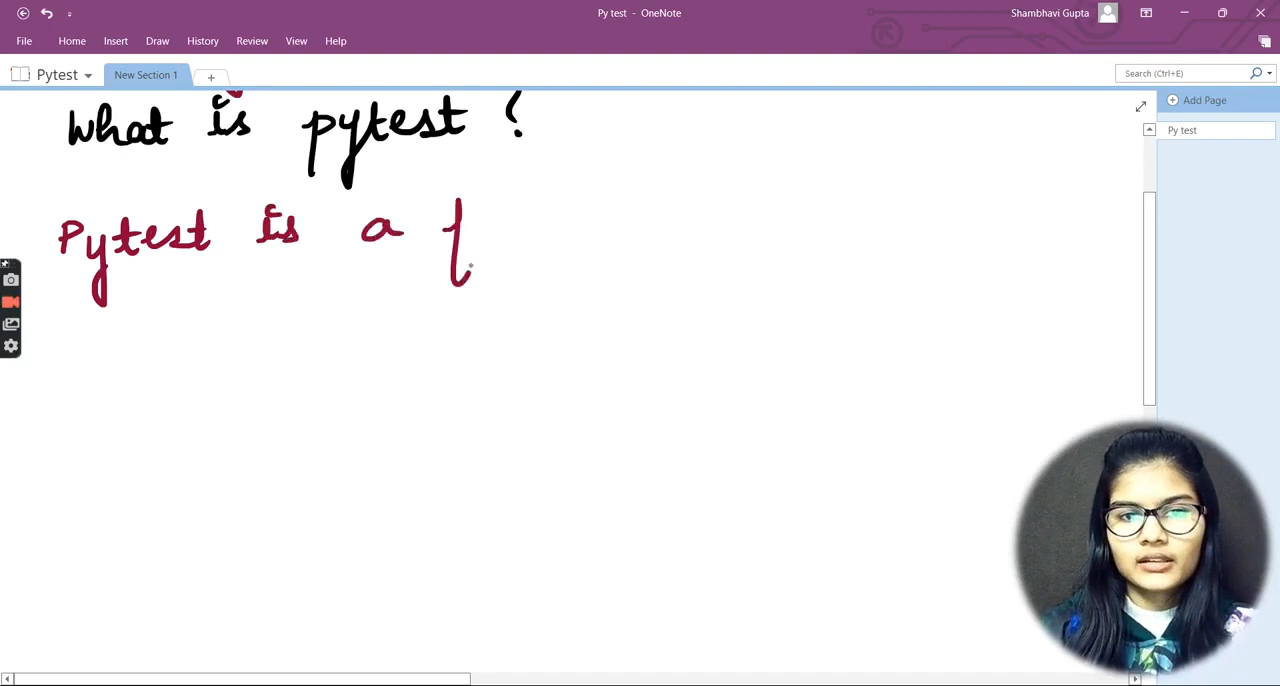 Py test - OneNote
Shambhavi Gupta
File Home Insert Draw History Review View Help
Pytest New Section 1 +
Search (Ctrl+E)
Add Page
Py test
What is pytest ?
Pytest is a f